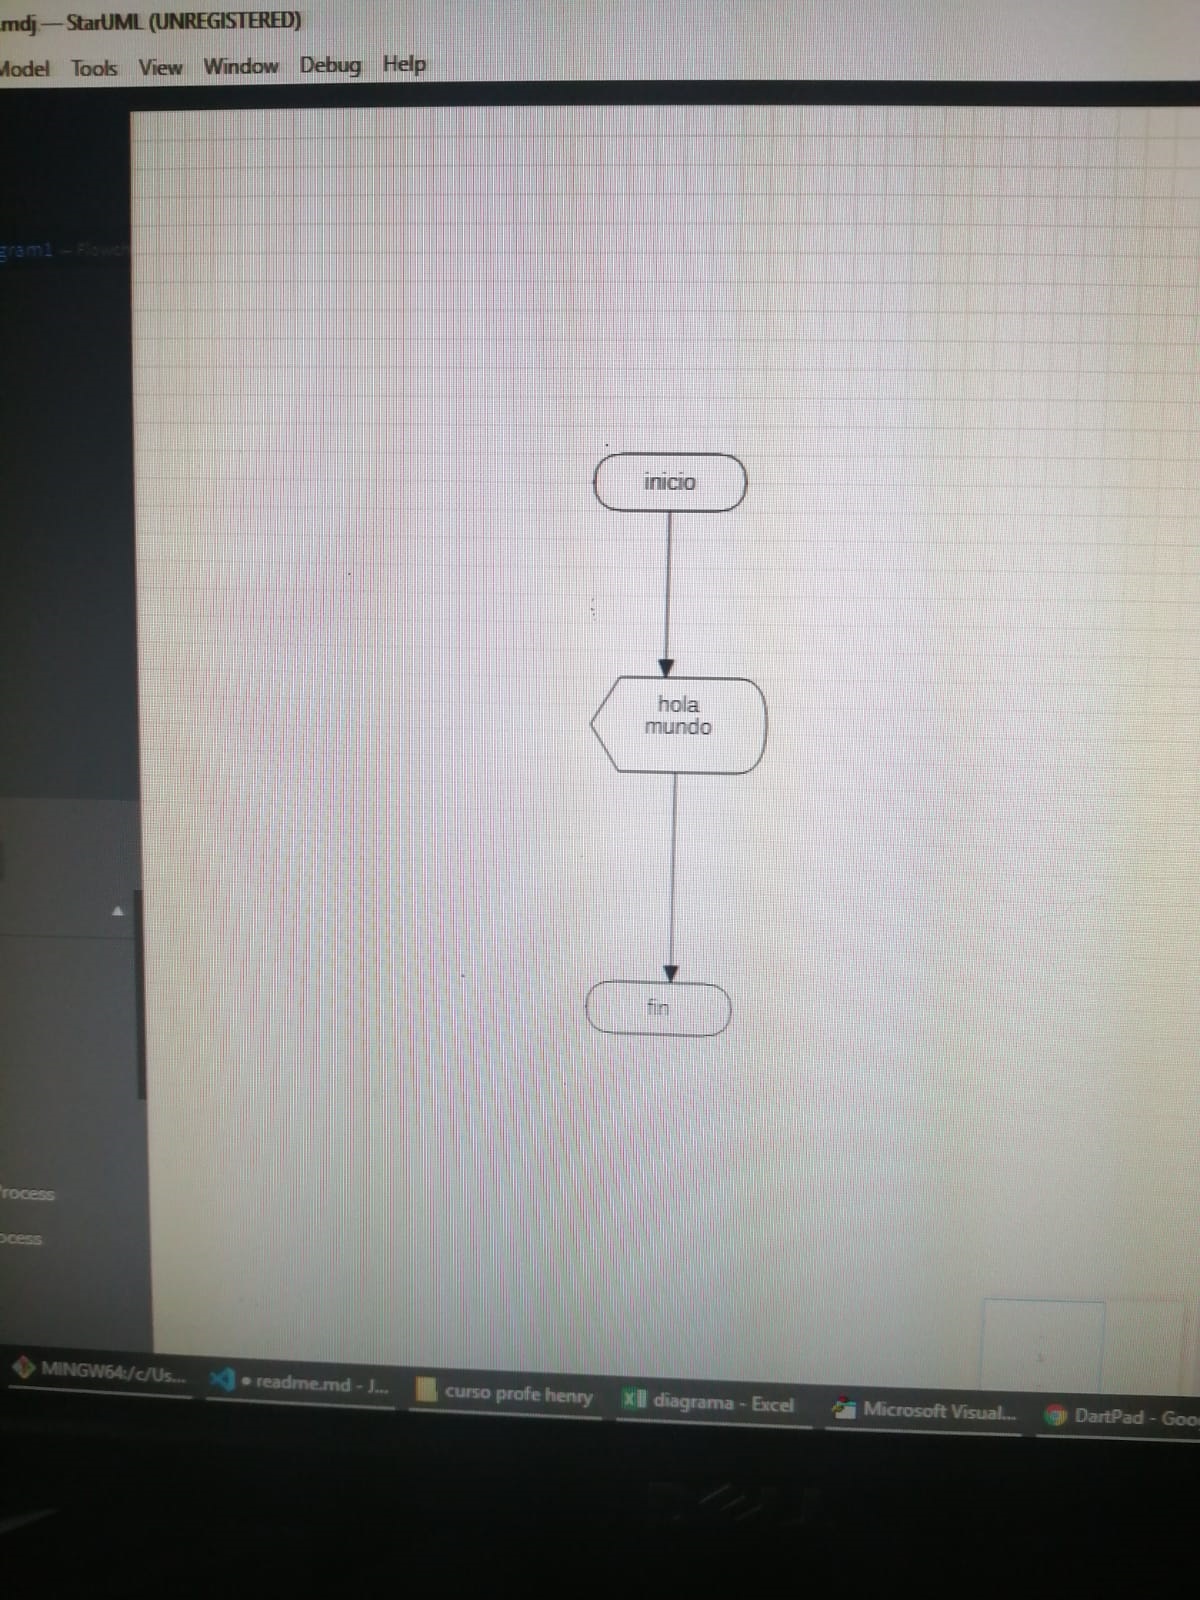 .mdj — StarUML (UNREGISTERED)
Model Tools View Window Debug Help
gram1 — Flowch
inicio
hola
mundo
fin
Process
ocess
MINGW64:/c/Us...
● readme.md - J...
curso profe henry
diagrama - Excel
Microsoft Visual...
DartPad - Goo